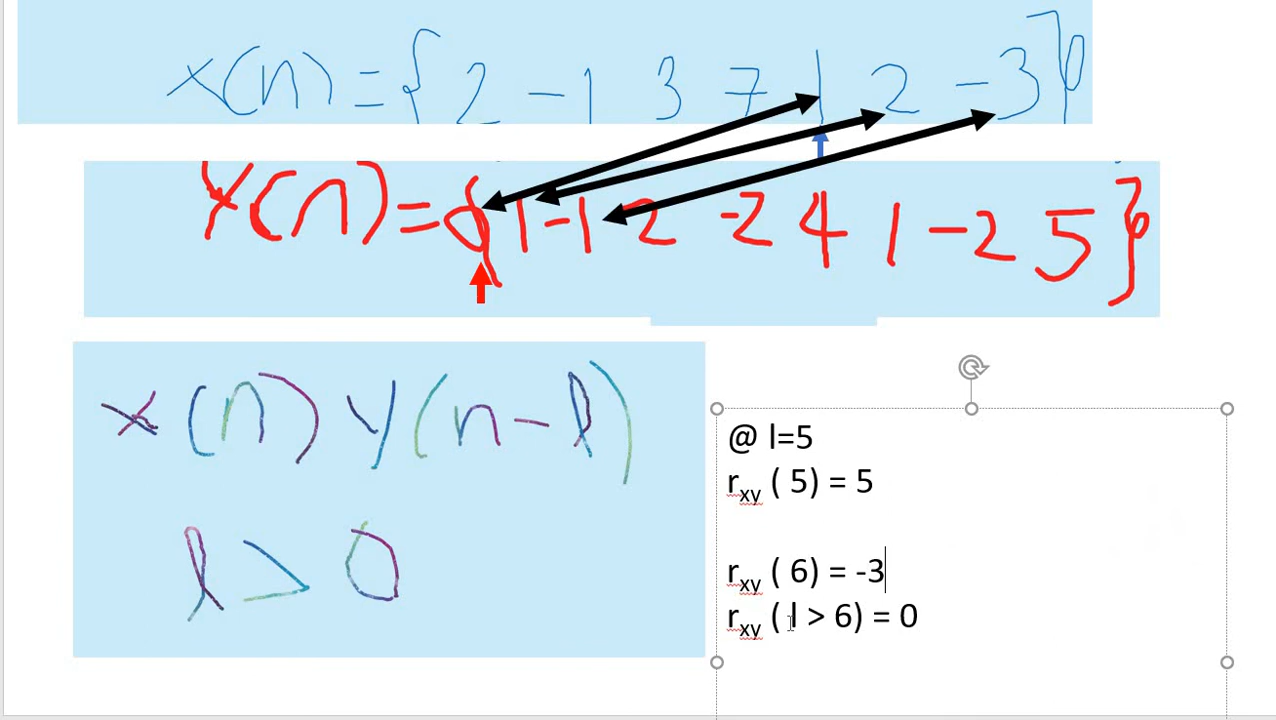 x(n) = { 2 -1 3 7 1 2 -3 }
Y(n) = { 1 -1 2 -2 4 1 -2 5 }
x(n) y(n-l)
l > 0
@ l=5
rxy ( 5) = 5
rxy ( 6) = -3
rxy ( l > 6) = 0